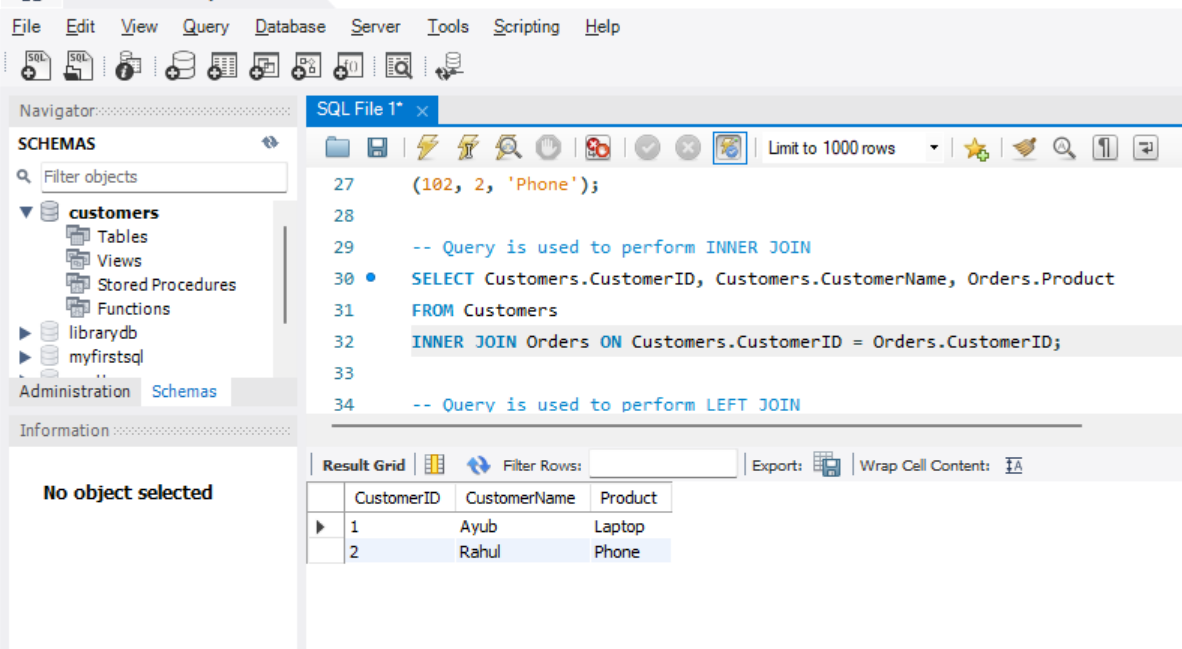 File Edit View Query Database Server Tools Scripting Help
SQL SQL
Navigator
SCHEMAS
Filter objects
customers
Tables
Views
Stored Procedures
Functions
librarydb
myfirstsql
Administration Schemas
Information
No object selected
SQL File 1* ×
Limit to 1000 rows
27 (102, 2, 'Phone');
28
29 -- Query is used to perform INNER JOIN
30 SELECT Customers.CustomerID, Customers.CustomerName, Orders.Product
31 FROM Customers
32 INNER JOIN Orders ON Customers.CustomerID = Orders.CustomerID;
33
34 -- Query is used to perform LEFT JOIN
Result Grid Filter Rows: Export: Wrap Cell Content: IA
CustomerID CustomerName Product
1 Ayub Laptop
2 Rahul Phone